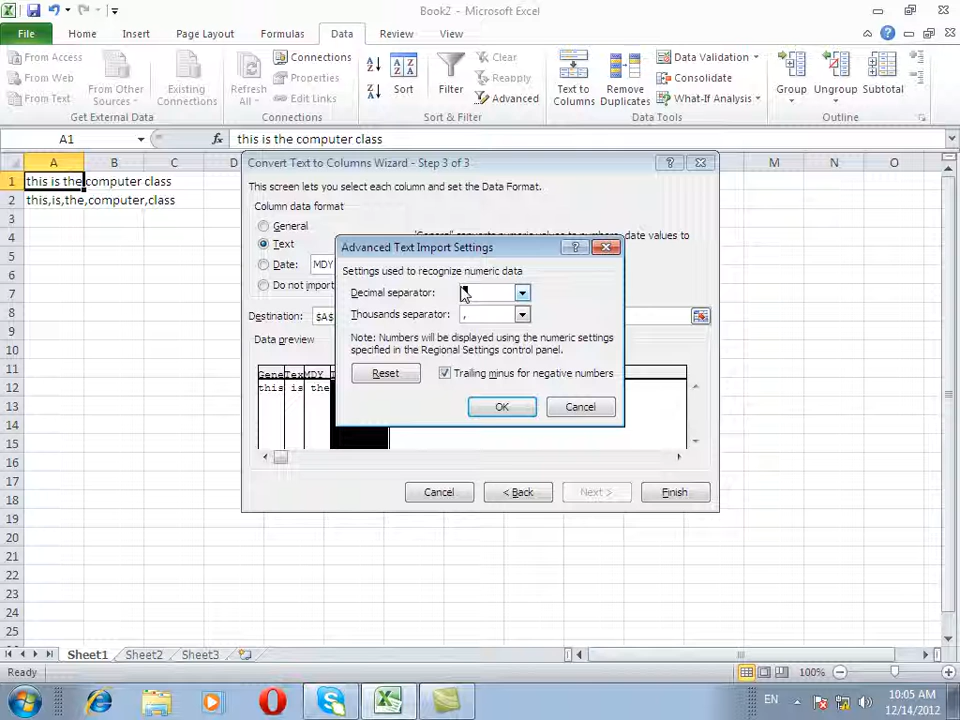 Book2 - Microsoft Excel
File Home Insert Page Layout Formulas Data Review View
From Access
From Web
From Text
From Other Sources
Existing Connections
Get External Data
Refresh All
Connections
Properties
Edit Links
Connections
Sort
Filter
Clear
Reapply
Advanced
Sort & Filter
Text to Columns
Remove Duplicates
Data Validation
Consolidate
What-If Analysis
Data Tools
Group
Ungroup
Subtotal
Outline
A1 fx this is the computer class
A B C D M N O
1 this is the computer class
2 this,is,the,computer,class
3
4
5
6
7
8
9
10
11
12
13
14
15
16
17
18
19
20
21
22
23
24
25
Convert Text to Columns Wizard - Step 3 of 3
This screen lets you select each column and set the Data Format.
Column data format
General
Text
Date: MDY
Do not import
'General' converts numeric values to numbers, date values to
Destination: $A$
Data preview
GeneTexMDY
this is the
Cancel < Back Next > Finish
Advanced Text Import Settings
Settings used to recognize numeric data
Decimal separator:
Thousands separator: ,
Note: Numbers will be displayed using the numeric settings
specified in the Regional Settings control panel.
Reset Trailing minus for negative numbers
OK Cancel
Sheet1 Sheet2 Sheet3
Ready 100%
EN 10:05 AM
12/14/2012